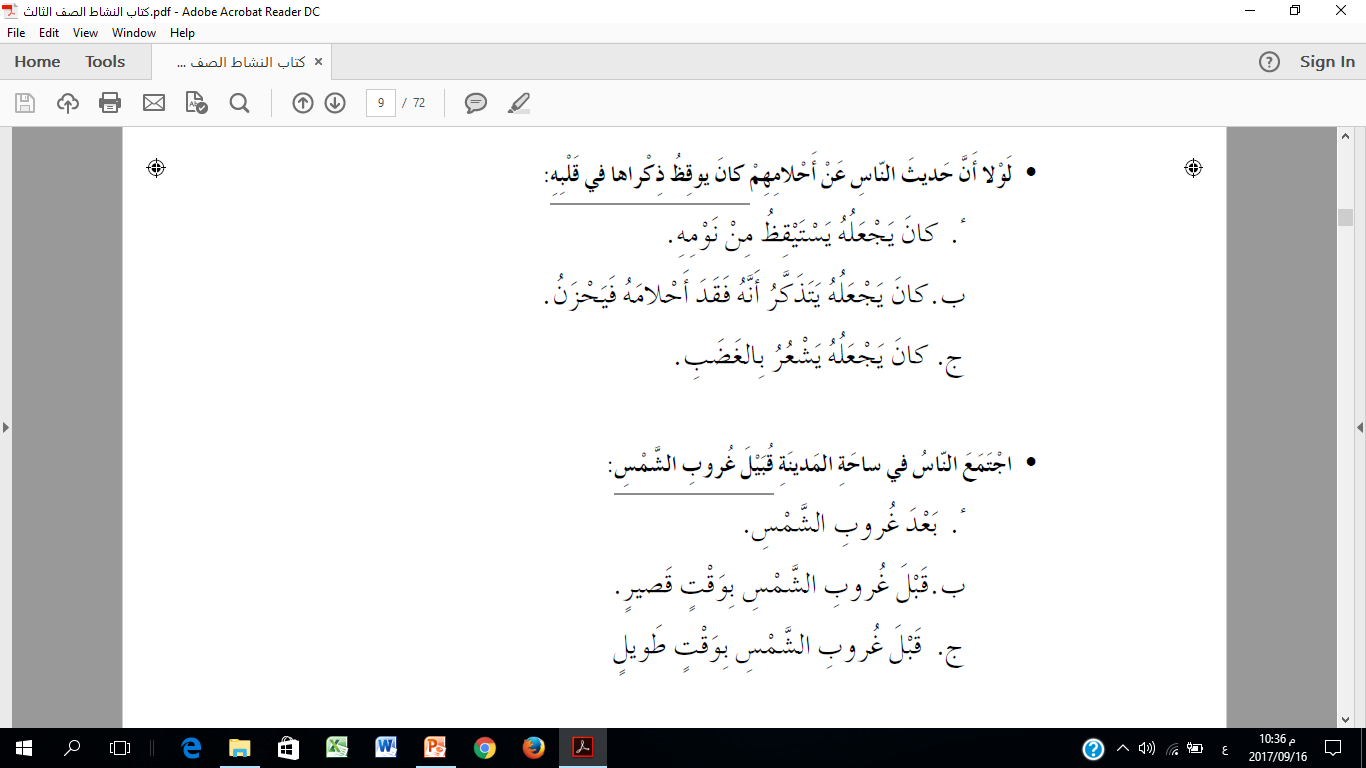 كتاب النشاط الصف الثالث.pdf - Adobe Acrobat Reader DC
File Edit View Window Help
Home Tools كتاب النشاط الصف ... × ? Sign In
9 / 72
• لَوْلا أَنَّ حَديثَ النّاسِ عَنْ أَحْلامِهِمْ كانَ يوقِظُ ذِكْراها في قَلْبِهِ:
أ. كانَ يَجْعَلُهُ يَسْتَيْقِظُ مِنْ نَوْمِهِ.
ب. كانَ يَجْعَلُهُ يَتَذَكَّرُ أَنَّهُ فَقَدَ أَحْلامَهُ فَيَحْزَنُ.
ج. كانَ يَجْعَلُهُ يَشْعُرُ بِالغَضَبِ.
• اجْتَمَعَ النّاسُ في ساحَةِ المَدينَةِ قُبَيْلَ غُروبِ الشَّمْسِ:
أ. بَعْدَ غُروبِ الشَّمْسِ.
ب. قَبْلَ غُروبِ الشَّمْسِ بِوَقْتٍ قَصيرٍ.
ج. قَبْلَ غُروبِ الشَّمْسِ بِوَقْتٍ طَويلٍ
ع 10:36 م
2017/09/16